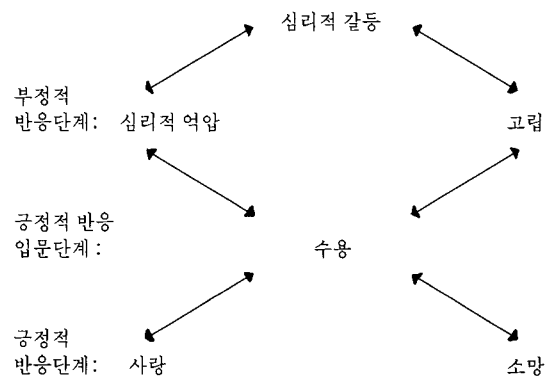 심리적 갈등
부정적
반응단계: 심리적 억압 고립
긍정적 반응
입문단계: 수용
긍정적
반응단계: 사랑 소망